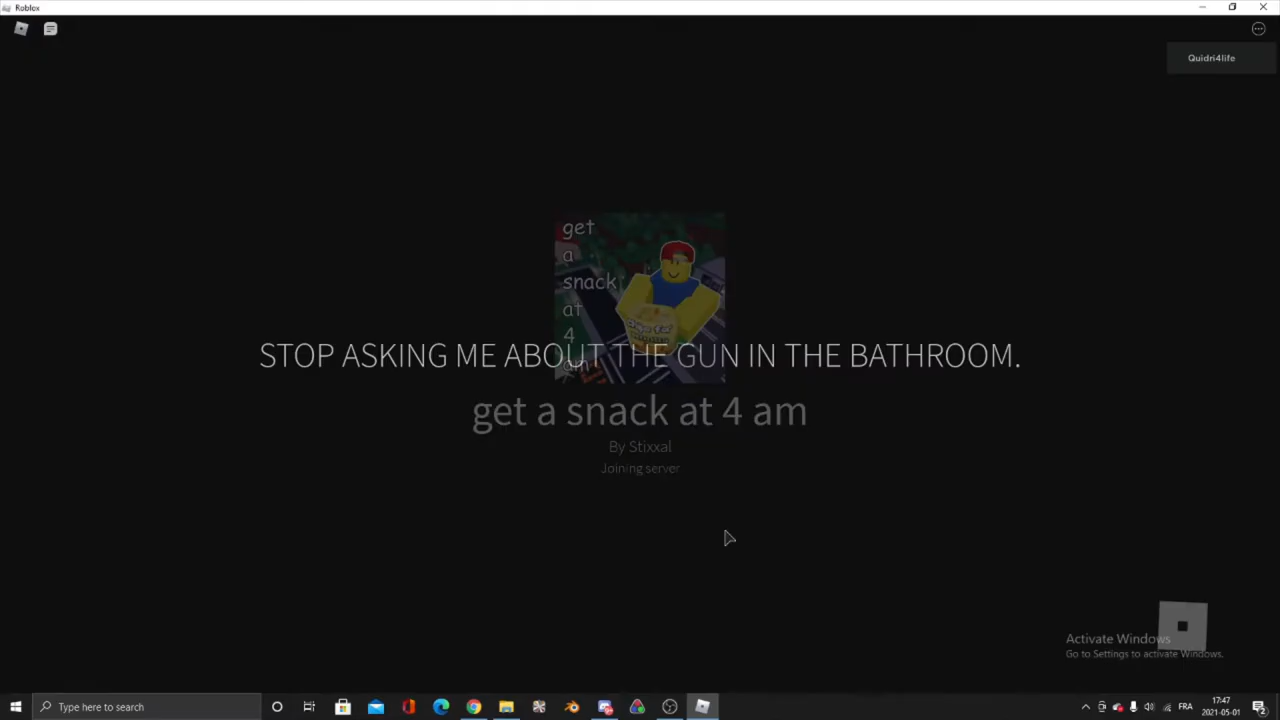 Roblox
Quidri4life
get
a
snack
at
4
am
STOP ASKING ME ABOUT THE GUN IN THE BATHROOM.
get a snack at 4 am
By Stixxal
Joining server
Activate Windows
Go to Settings to activate Windows.
Type here to search
FRA
17:47
2021-05-01
2